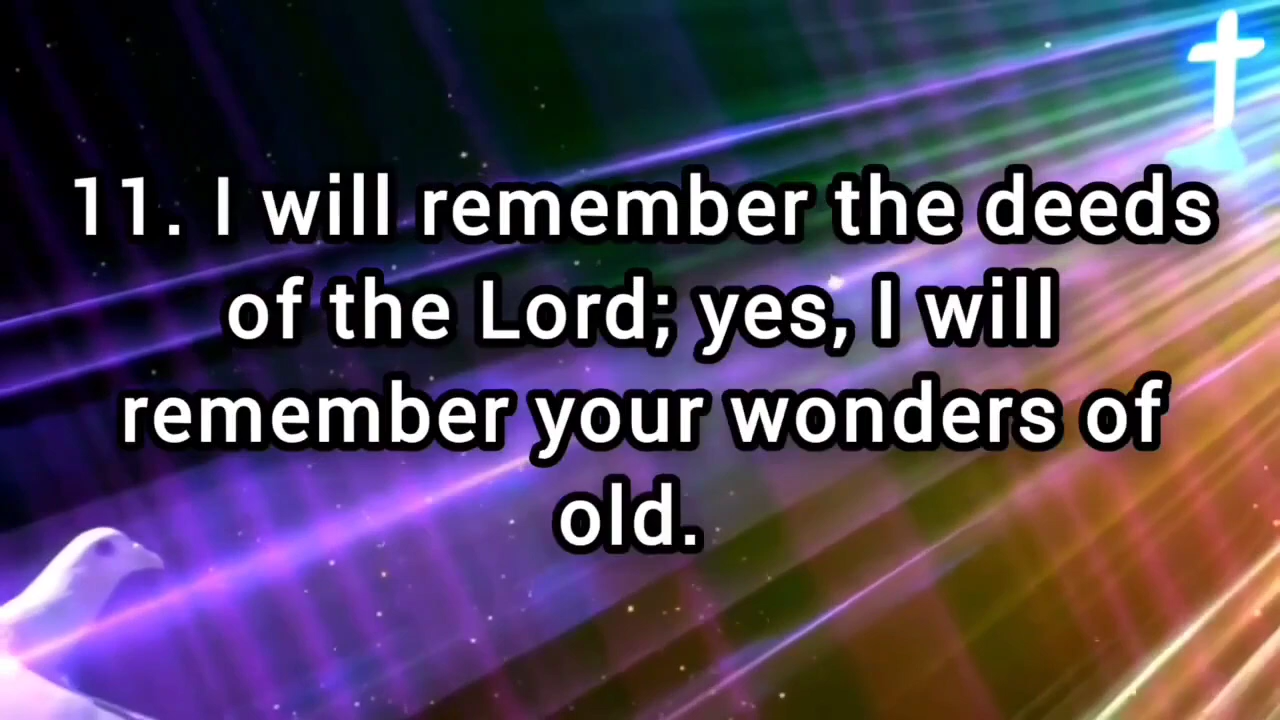 11. I will remember the deeds
of the Lord; yes, I will
remember your wonders of
old.